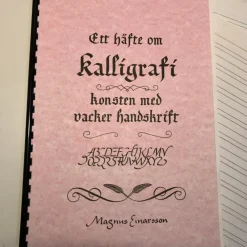 Ett häfte om
Kalligrafi
konsten med
vacker handskrift
Magnus Einarsson